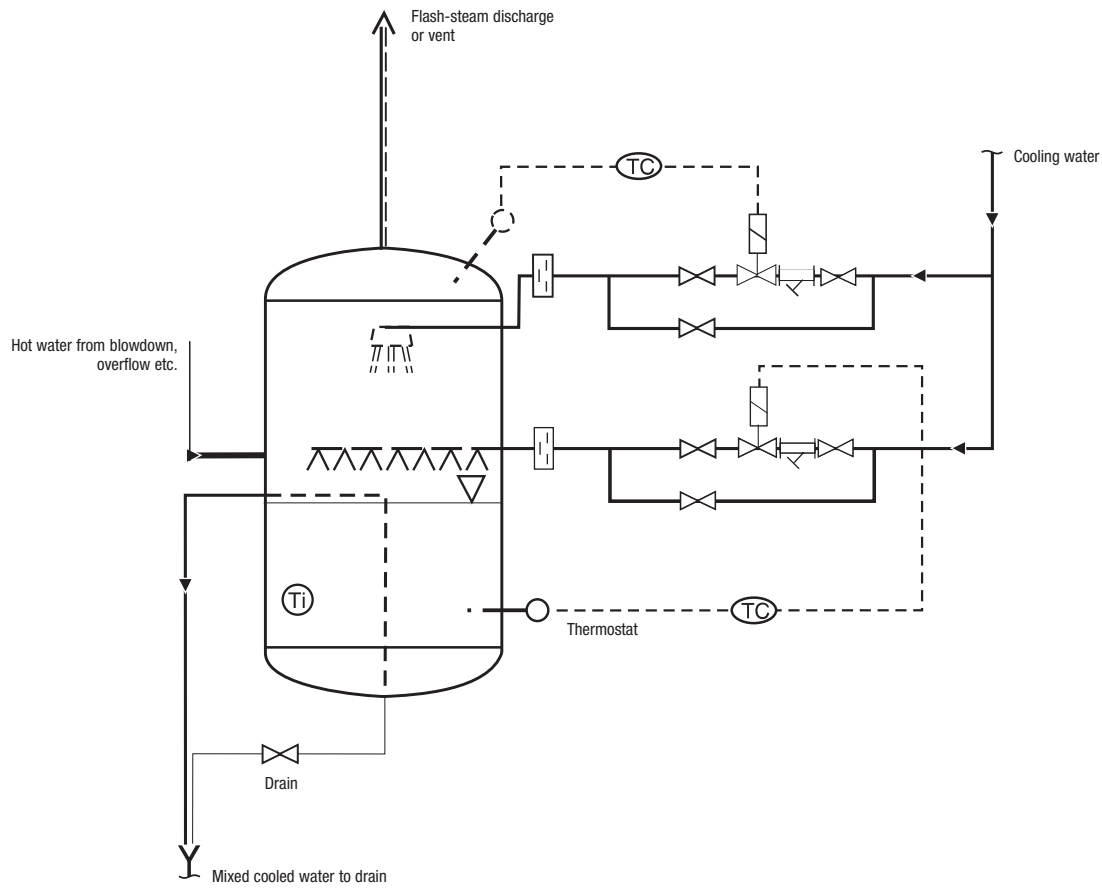 Flash-steam discharge
or vent
TC
Cooling water
Hot water from blowdown,
overflow etc.
Ti
TC
Thermostat
Drain
Mixed cooled water to drain